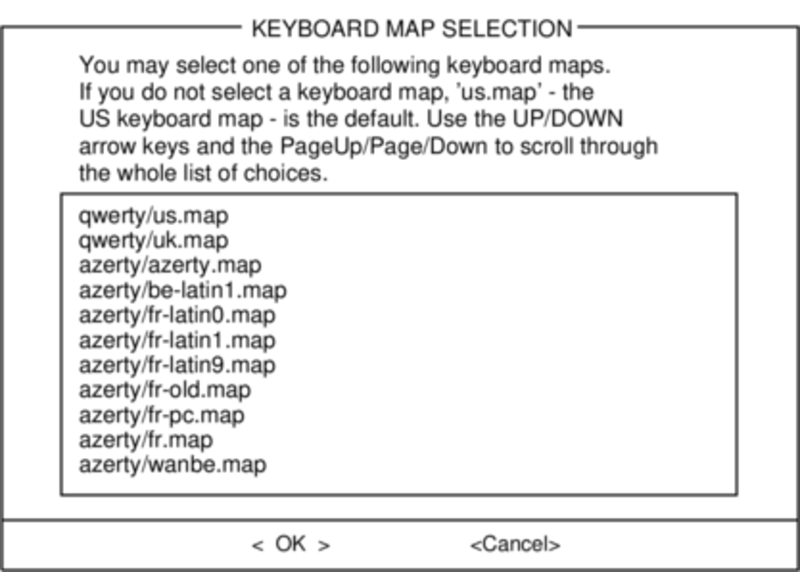 KEYBOARD MAP SELECTION
You may select one of the following keyboard maps.
If you do not select a keyboard map, 'us.map' - the
US keyboard map - is the default. Use the UP/DOWN
arrow keys and the PageUp/Page/Down to scroll through
the whole list of choices.
qwerty/us.map
qwerty/uk.map
azerty/azerty.map
azerty/be-latin1.map
azerty/fr-latin0.map
azerty/fr-latin1.map
azerty/fr-latin9.map
azerty/fr-old.map
azerty/fr-pc.map
azerty/fr.map
azerty/wanbe.map
< OK > <Cancel>